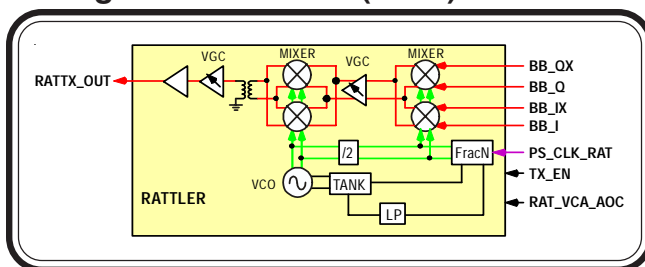 VGC
MIXER
VGC
MIXER
RATTX_OUT
BB_QX
BB_Q
BB_IX
BB_I
/2
FracN
PS_CLK_RAT
TX_EN
VCO
TANK
RATTLER
LP
RAT_VCA_AOC